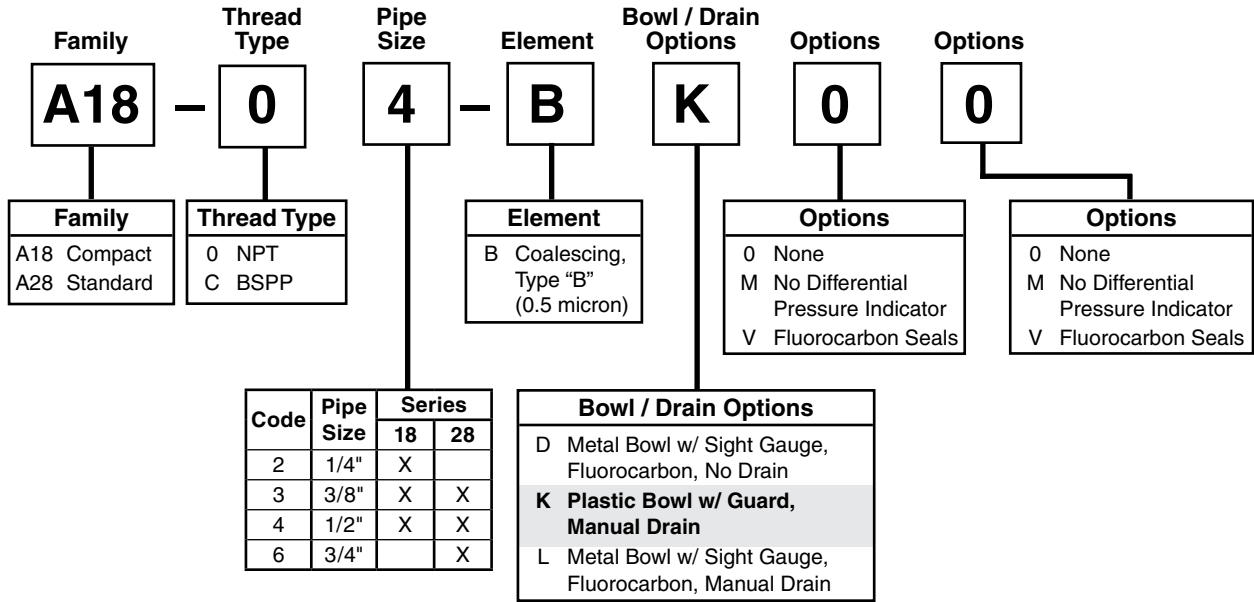 Family
Thread Type
Pipe Size
Element
Bowl / Drain Options
Options
Options
A18 – 0 4 – B K 0 0
Family
A18 Compact
A28 Standard
Thread Type
0 NPT
C BSPP
Element
B Coalescing,
Type “B”
(0.5 micron)
Options
0 None
M No Differential
Pressure Indicator
V Fluorocarbon Seals
Options
0 None
M No Differential
Pressure Indicator
V Fluorocarbon Seals
Code Pipe Size Series
18 28
2 1/4" X
3 3/8" X X
4 1/2" X X
6 3/4" X
Bowl / Drain Options
D Metal Bowl w/ Sight Gauge,
Fluorocarbon, No Drain
K Plastic Bowl w/ Guard,
Manual Drain
L Metal Bowl w/ Sight Gauge,
Fluorocarbon, Manual Drain